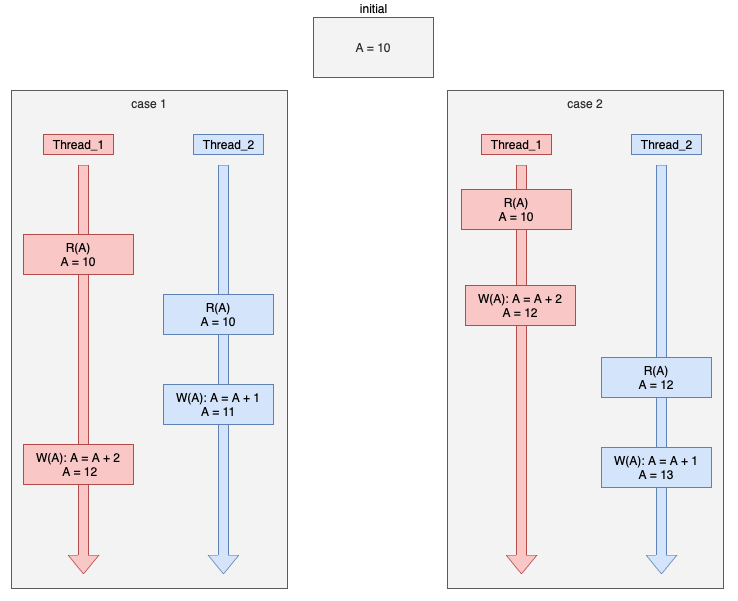 initial
A = 10
case 1
Thread_1
Thread_2
R(A)
A = 10
R(A)
A = 10
W(A): A = A + 1
A = 11
W(A): A = A + 2
A = 12
case 2
Thread_1
Thread_2
R(A)
A = 10
W(A): A = A + 2
A = 12
R(A)
A = 12
W(A): A = A + 1
A = 13